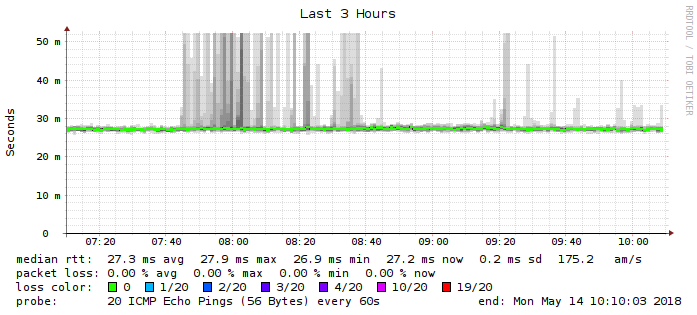 Last 3 Hours
RRDTOOL / TOBI OETIKER
Seconds
50 m
40 m
30 m
20 m
10 m
0
07:20 07:40 08:00 08:20 08:40 09:00 09:20 09:40 10:00
median rtt: 27.3 ms avg 27.9 ms max 26.9 ms min 27.2 ms now 0.2 ms sd 175.2 am/s
packet loss: 0.00 % avg 0.00 % max 0.00 % min 0.00 % now
loss color: 0 1/20 2/20 3/20 4/20 10/20 19/20
probe: 20 ICMP Echo Pings (56 Bytes) every 60s end: Mon May 14 10:10:03 2018